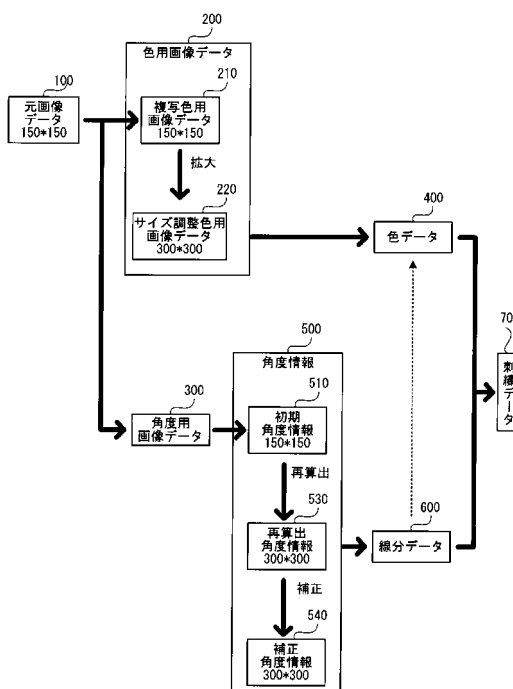 200
色用画像データ
100
元画像
データ
150*150
210
複写色用
画像データ
150*150
拡大
220
サイズ調整色用
画像データ
300*300
400
色データ
300
角度用
画像データ
500
角度情報
510
初期
角度情報
150*150
再算出
530
再算出
角度情報
300*300
補正
540
補正
角度情報
300*300
600
線分データ
刺繍データ